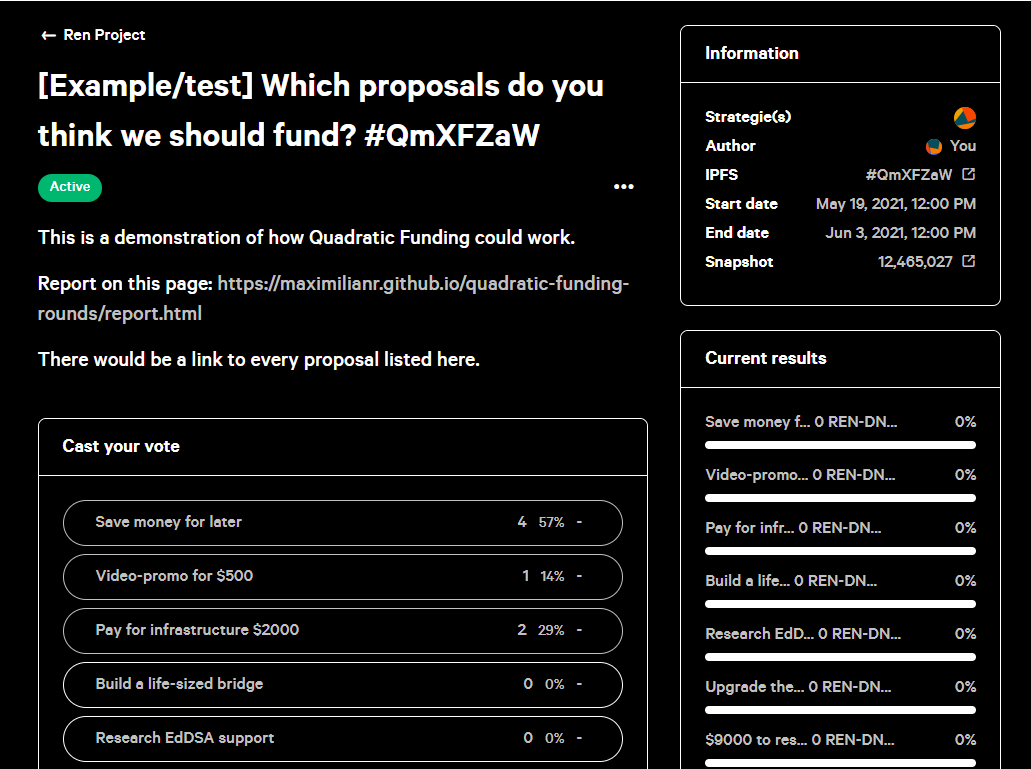 ← Ren Project
[Example/test] Which proposals do you
think we should fund? #QmXFZaW
Active
•••
This is a demonstration of how Quadratic Funding could work.
Report on this page: https://maximilianr.github.io/quadratic-funding-
rounds/report.html
There would be a link to every proposal listed here.
Cast your vote
Save money for later 4 57% -
Video-promo for $500 1 14% -
Pay for infrastructure $2000 2 29% -
Build a life-sized bridge 0 0% -
Research EdDSA support 0 0% -
Information
Strategie(s)
Author You
IPFS #QmXFZaW
Start date May 19, 2021, 12:00 PM
End date Jun 3, 2021, 12:00 PM
Snapshot 12,465,027
Current results
Save money f... 0 REN-DN... 0%
Video-promo... 0 REN-DN... 0%
Pay for infr... 0 REN-DN... 0%
Build a life... 0 REN-DN... 0%
Research EdD... 0 REN-DN... 0%
Upgrade the... 0 REN-DN... 0%
$9000 to res... 0 REN-DN... 0%